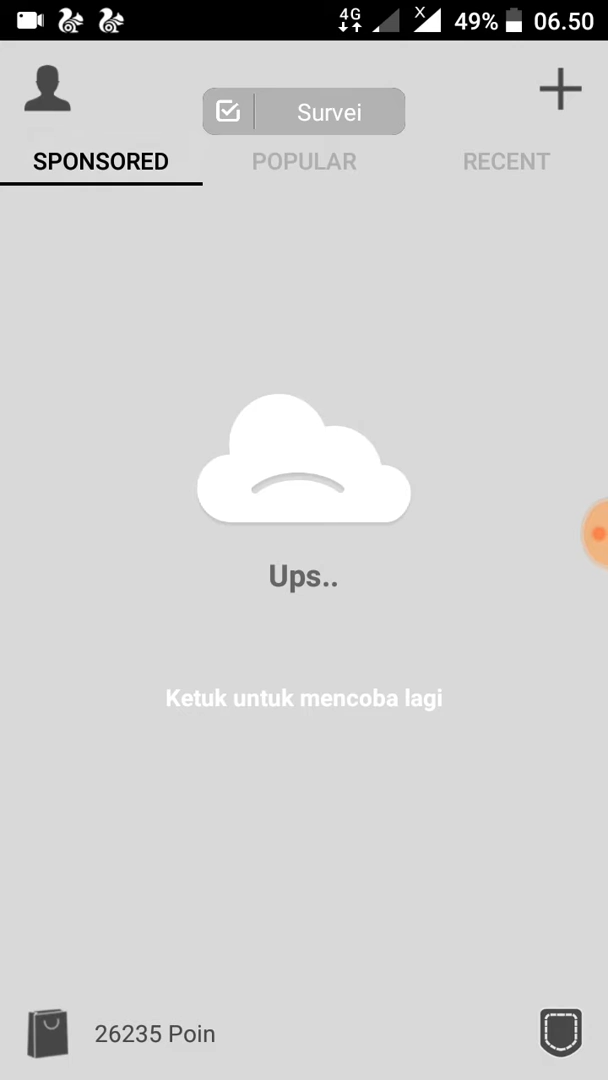 4G X 49% 06.50
Survei
SPONSORED POPULAR RECENT
Ups..
Ketuk untuk mencoba lagi
26235 Poin